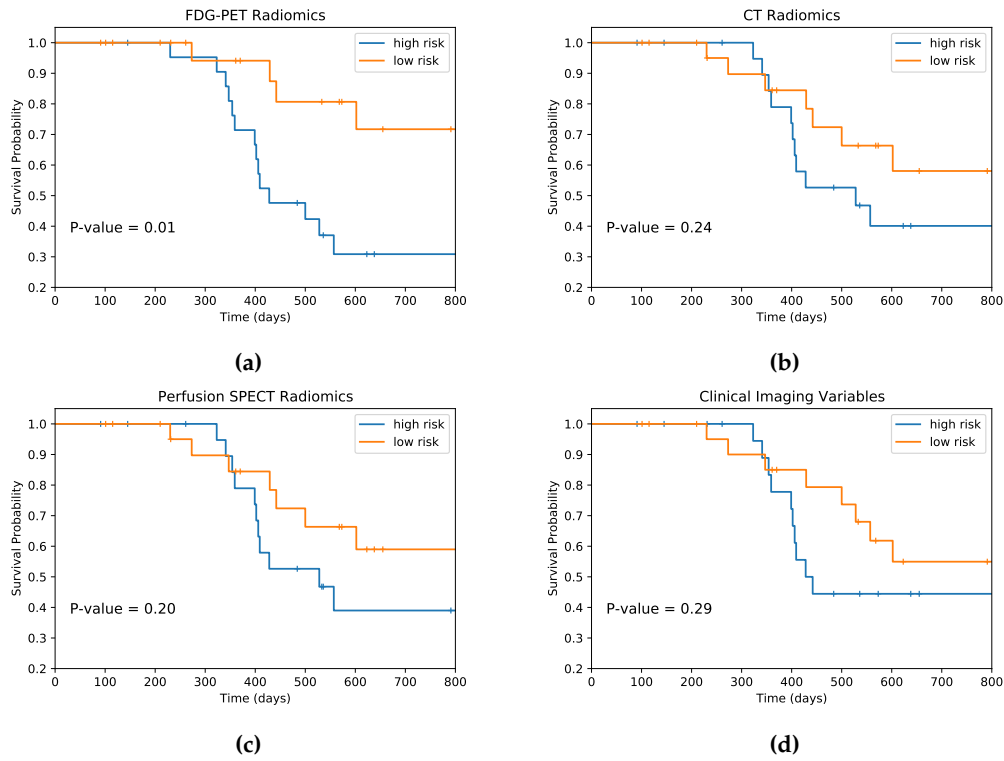 FDG-PET Radiomics
1.0
0.9
0.8
0.7
0.6
0.5
0.4
0.3
0.2
Survival Probability
high risk
low risk
P-value = 0.01
0 100 200 300 400 500 600 700 800
Time (days)
(a)
CT Radiomics
1.0
0.9
0.8
0.7
0.6
0.5
0.4
0.3
0.2
Survival Probability
high risk
low risk
P-value = 0.24
0 100 200 300 400 500 600 700 800
Time (days)
(b)
Perfusion SPECT Radiomics
1.0
0.9
0.8
0.7
0.6
0.5
0.4
0.3
0.2
Survival Probability
high risk
low risk
P-value = 0.20
0 100 200 300 400 500 600 700 800
Time (days)
(c)
Clinical Imaging Variables
1.0
0.9
0.8
0.7
0.6
0.5
0.4
0.3
0.2
Survival Probability
high risk
low risk
P-value = 0.29
0 100 200 300 400 500 600 700 800
Time (days)
(d)